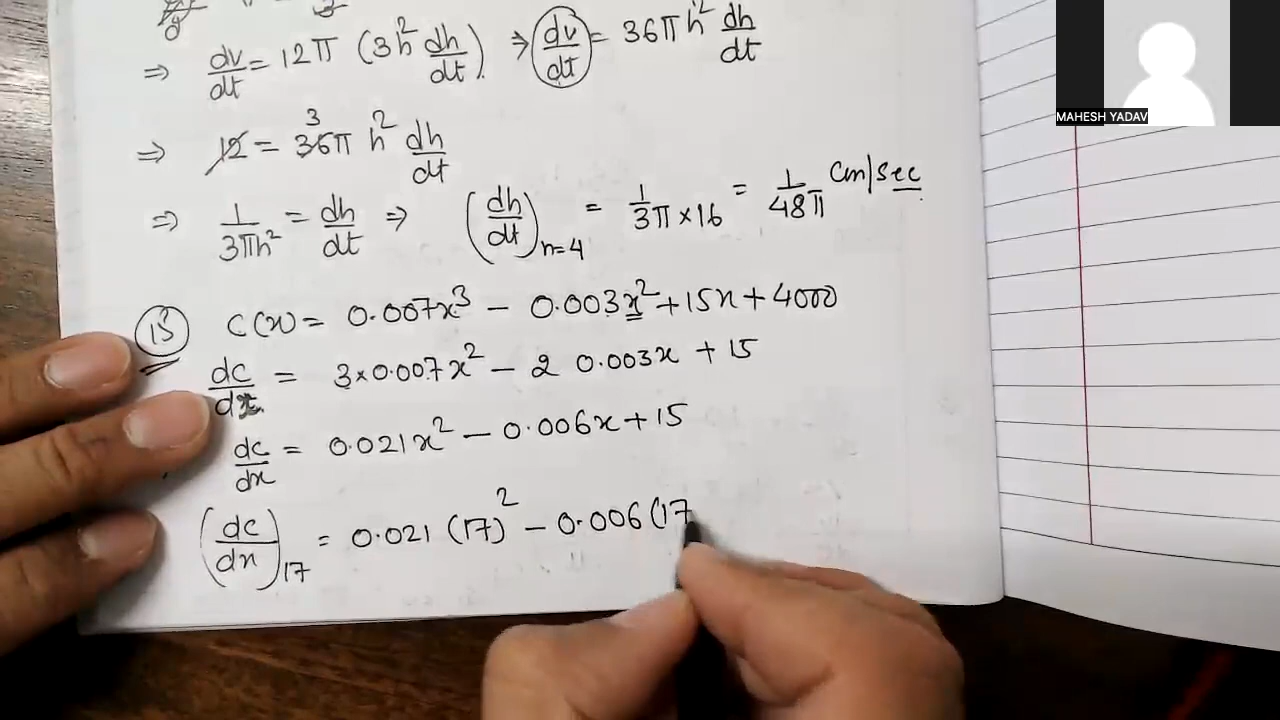 ⇒ dv/dt = 12π (3h² dh/dt). ⇒ dv/dt = 36πh² dh/dt
⇒ 12 = 36π h² dh/dt 3
⇒ 1/3πh² = dh/dt ⇒ (dh/dt)h=4 = 1/3π×16 = 1/48π cm/sec
15 C(x) = 0.007x³ − 0.003x² + 15x + 4000
dc/dx = 3×0.007x² − 2 0.003x + 15
dc/dx = 0.021x² − 0.006x + 15
(dc/dx)17 = 0.021 (17)² − 0.006(17
MAHESH YADAV